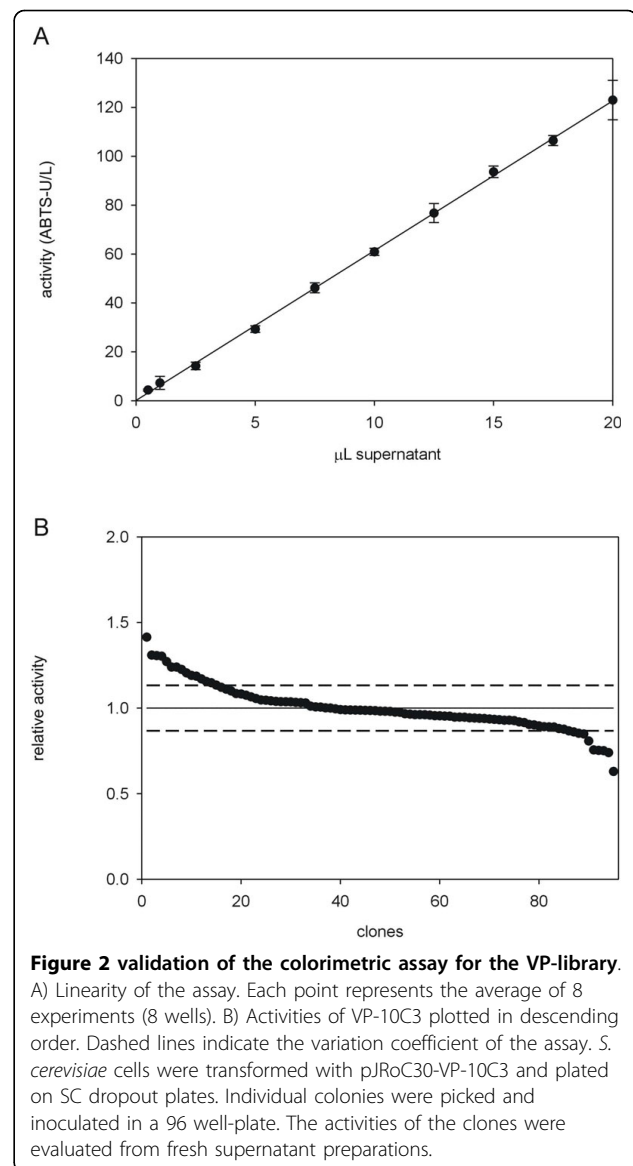 A
140
120
100
80
60
40
20
0
activity (ABTS-U/L)
0 5 10 15 20
μL supernatant
B
2.0
1.5
1.0
0.5
0.0
relative activity
0 20 40 60 80
clones
Figure 2 validation of the colorimetric assay for the VP-library.
A) Linearity of the assay. Each point represents the average of 8
experiments (8 wells). B) Activities of VP-10C3 plotted in descending
order. Dashed lines indicate the variation coefficient of the assay. S.
cerevisiae cells were transformed with pJRoC30-VP-10C3 and plated
on SC dropout plates. Individual colonies were picked and
inoculated in a 96 well-plate. The activities of the clones were
evaluated from fresh supernatant preparations.